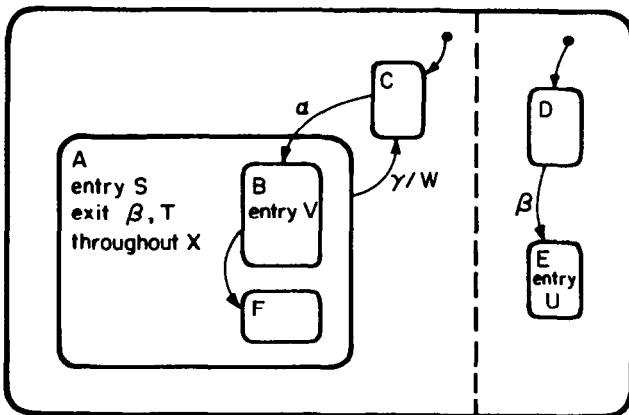 C
α
A
entry S
exit β, T
throughout X
B
entry V
F
γ/W
D
β
E
entry
U